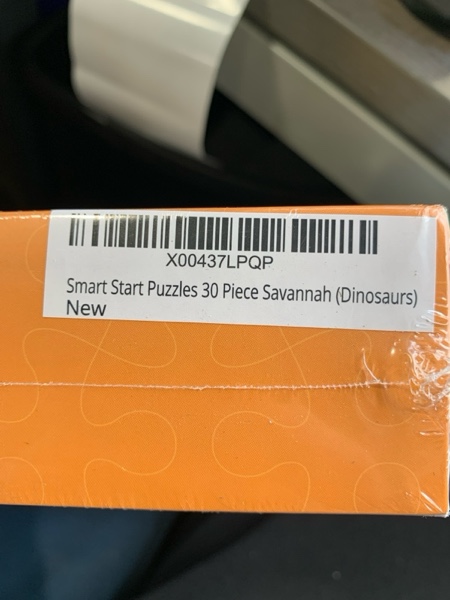 X00437LPQP
Smart Start Puzzles 30 Piece Savannah (Dinosaurs)
New